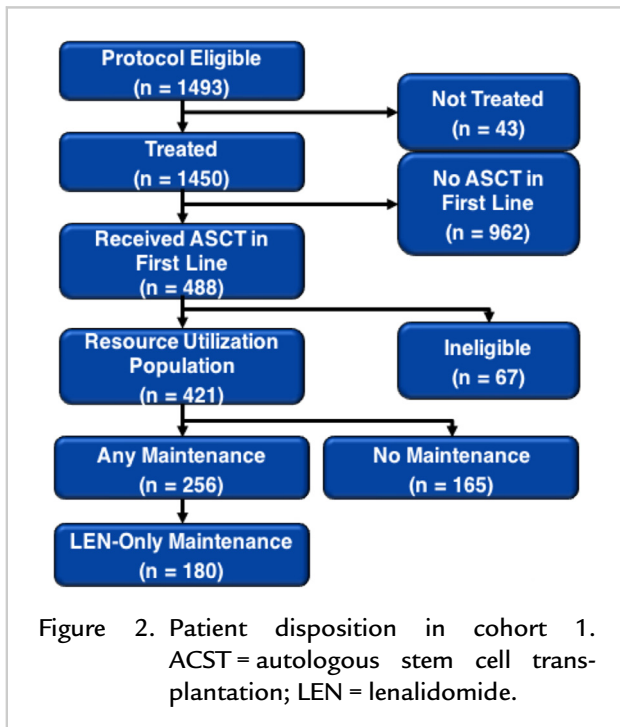 Protocol Eligible
(n = 1493)
Not Treated
(n = 43)
Treated
(n = 1450)
No ASCT in
First Line
(n = 962)
Received ASCT in
First Line
(n = 488)
Resource Utilization
Population
(n = 421)
Ineligible
(n = 67)
Any Maintenance
(n = 256)
No Maintenance
(n = 165)
LEN-Only Maintenance
(n = 180)
Figure 2. Patient disposition in cohort 1.
ACST = autologous stem cell trans-
plantation; LEN = lenalidomide.